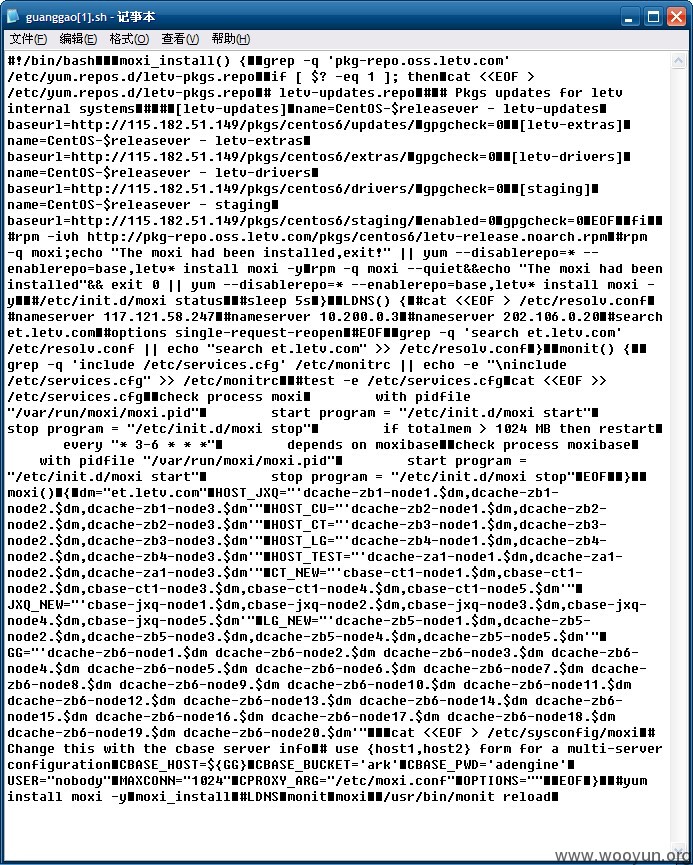 guanggao[1].sh - 记事本
文件(F) 编辑(E) 格式(O) 查看(V) 帮助(H)
#!/bin/bash■■■moxi_install() {■■grep -q 'pkg-repo.oss.letv.com'
/etc/yum.repos.d/letv-pkgs.repo■■if [ $? -eq 1 ]; then■cat <<EOF >
/etc/yum.repos.d/letv-pkgs.repo■# letv-updates.repo■#■# Pkgs updates for letv
internal systems■#■#■[letv-updates]■name=CentOS-$releasever - letv-updates■
baseurl=http://115.182.51.149/pkgs/centos6/updates/■gpgcheck=0■■[letv-extras]■
name=CentOS-$releasever - letv-extras■
baseurl=http://115.182.51.149/pkgs/centos6/extras/■gpgcheck=0■■[letv-drivers]■
name=CentOS-$releasever - letv-drivers■
baseurl=http://115.182.51.149/pkgs/centos6/drivers/■gpgcheck=0■■[staging]■
name=CentOS-$releasever - staging■
baseurl=http://115.182.51.149/pkgs/centos6/staging/■enabled=0■gpgcheck=0■EOF■■fi■■
#rpm -ivh http://pkg-repo.oss.letv.com/pkgs/centos6/letv-release.noarch.rpm■#rpm
-q moxi;echo "The moxi had been installed,exit!" || yum --disablerepo=* --
enablerepo=base,letv* install moxi -y■rpm -q moxi --quiet&&echo "The moxi had been
installed"&& exit 0 || yum --disablerepo=* --enablerepo=base,letv* install moxi -
y■■#/etc/init.d/moxi status■■#sleep 5s■}■■LDNS() {■#cat <<EOF > /etc/resolv.conf■
#nameserver 117.121.58.247■#nameserver 10.200.0.3■#nameserver 202.106.0.20■#search
et.letv.com■#options single-request-reopen■#EOF■■grep -q 'search et.letv.com'
/etc/resolv.conf || echo "search et.letv.com" >> /etc/resolv.conf■}■■monit() {■■
grep -q 'include /etc/services.cfg' /etc/monitrc || echo -e "\ninclude
/etc/services.cfg" >> /etc/monitrc■■#test -e /etc/services.cfg■cat <<EOF >>
/etc/services.cfg■■check process moxi■ with pidfile
"/var/run/moxi/moxi.pid"■ start program = "/etc/init.d/moxi start"■
stop program = "/etc/init.d/moxi stop"■ if totalmem > 1024 MB then restart■
every "* 3-6 * * *"■ depends on moxibase■■check process moxibase■
with pidfile "/var/run/moxi/moxi.pid"■ start program =
"/etc/init.d/moxi start"■ stop program = "/etc/init.d/moxi stop"■EOF■■}■■
moxi()■{■dm="et.letv.com"■HOST_JXQ="'dcache-zb1-node1.$dm,dcache-zb1-
node2.$dm,dcache-zb1-node3.$dm'"■HOST_CU="'dcache-zb2-node1.$dm,dcache-zb2-
node2.$dm,dcache-zb2-node3.$dm'"■HOST_CT="'dcache-zb3-node1.$dm,dcache-zb3-
node2.$dm,dcache-zb3-node3.$dm'"■HOST_LG="'dcache-zb4-node1.$dm,dcache-zb4-
node2.$dm,dcache-zb4-node3.$dm'"■HOST_TEST="'dcache-za1-node1.$dm,dcache-za1-
node2.$dm,dcache-za1-node3.$dm'"■CT_NEW="'cbase-ct1-node1.$dm,cbase-ct1-
node2.$dm,cbase-ct1-node3.$dm,cbase-ct1-node4.$dm,cbase-ct1-node5.$dm'"■
JXQ_NEW="'cbase-jxq-node1.$dm,cbase-jxq-node2.$dm,cbase-jxq-node3.$dm,cbase-jxq-
node4.$dm,cbase-jxq-node5.$dm'"■LG_NEW="'dcache-zb5-node1.$dm,dcache-zb5-
node2.$dm,dcache-zb5-node3.$dm,dcache-zb5-node4.$dm,dcache-zb5-node5.$dm'"■
GG="'dcache-zb6-node1.$dm dcache-zb6-node2.$dm dcache-zb6-node3.$dm dcache-zb6-
node4.$dm dcache-zb6-node5.$dm dcache-zb6-node6.$dm dcache-zb6-node7.$dm dcache-
zb6-node8.$dm dcache-zb6-node9.$dm dcache-zb6-node10.$dm dcache-zb6-node11.$dm
dcache-zb6-node12.$dm dcache-zb6-node13.$dm dcache-zb6-node14.$dm dcache-zb6-
node15.$dm dcache-zb6-node16.$dm dcache-zb6-node17.$dm dcache-zb6-node18.$dm
dcache-zb6-node19.$dm dcache-zb6-node20.$dm'"■■cat <<EOF > /etc/sysconfig/moxi■#
Change this with the cbase server info■# use {host1,host2} form for a multi-server
configuration■CBASE_HOST=${GG}■CBASE_BUCKET='ark'■CBASE_PWD='adengine'■
USER="nobody"■MAXCONN="1024"■CPROXY_ARG="/etc/moxi.conf"■OPTIONS=""■■EOF■}■■#yum
install moxi -y■moxi_install■#LDNS■monit■moxi■■/usr/bin/monit reload■
www.wooyun.org